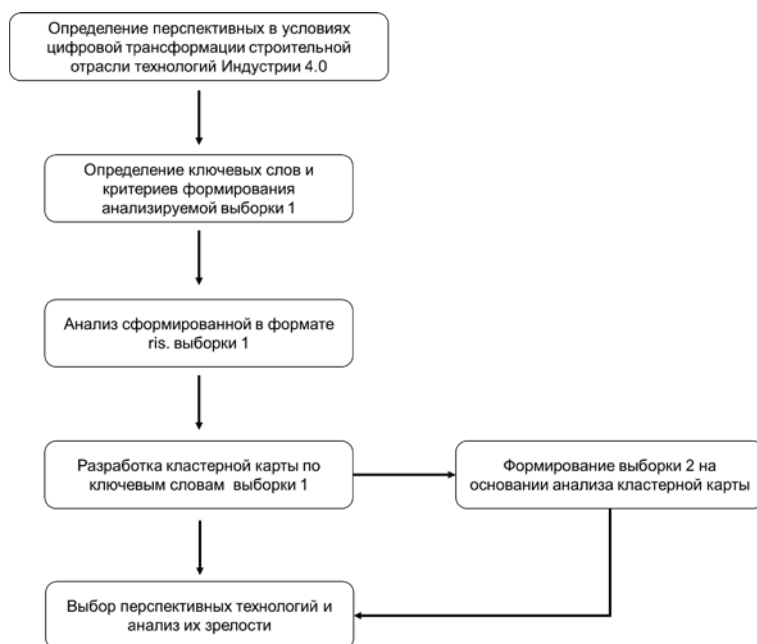 Определение перспективных в условиях
цифровой трансформации строительной
отрасли технологий Индустрии 4.0
Определение ключевых слов и
критериев формирования
анализируемой выборки 1
Анализ сформированной в формате
ris. выборки 1
Разработка кластерной карты по
ключевым словам выборки 1
Формирование выборки 2 на
основании анализа кластерной карты
Выбор перспективных технологий и
анализ их зрелости